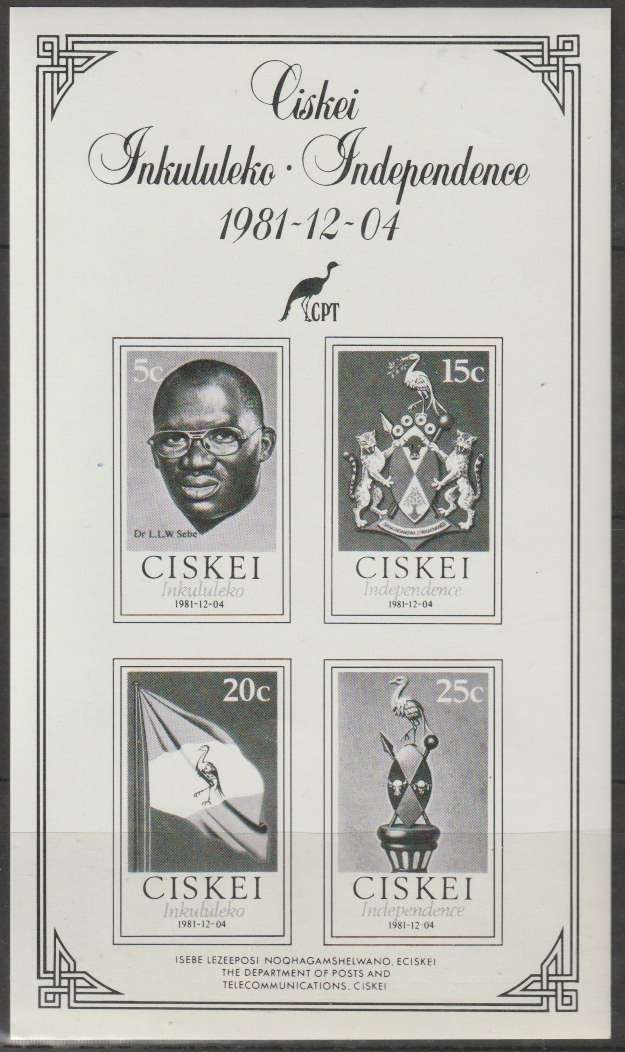 Ciskei
Inkululeko · Independence
1981-12-04
CPT
5c
Dr L.L.W. Sebe
CISKEI
Inkululeko
1981-12-04
15c
CISKEI
Independence
1981-12-04
20c
CISKEI
Inkululeko
1981-12-04
25c
CISKEI
Independence
1981-12-04
ISEBE LEZEEPOSI NOQHAGAMSHELWANO, ECISKEI
THE DEPARTMENT OF POSTS AND
TELECOMMUNICATIONS, CISKEI